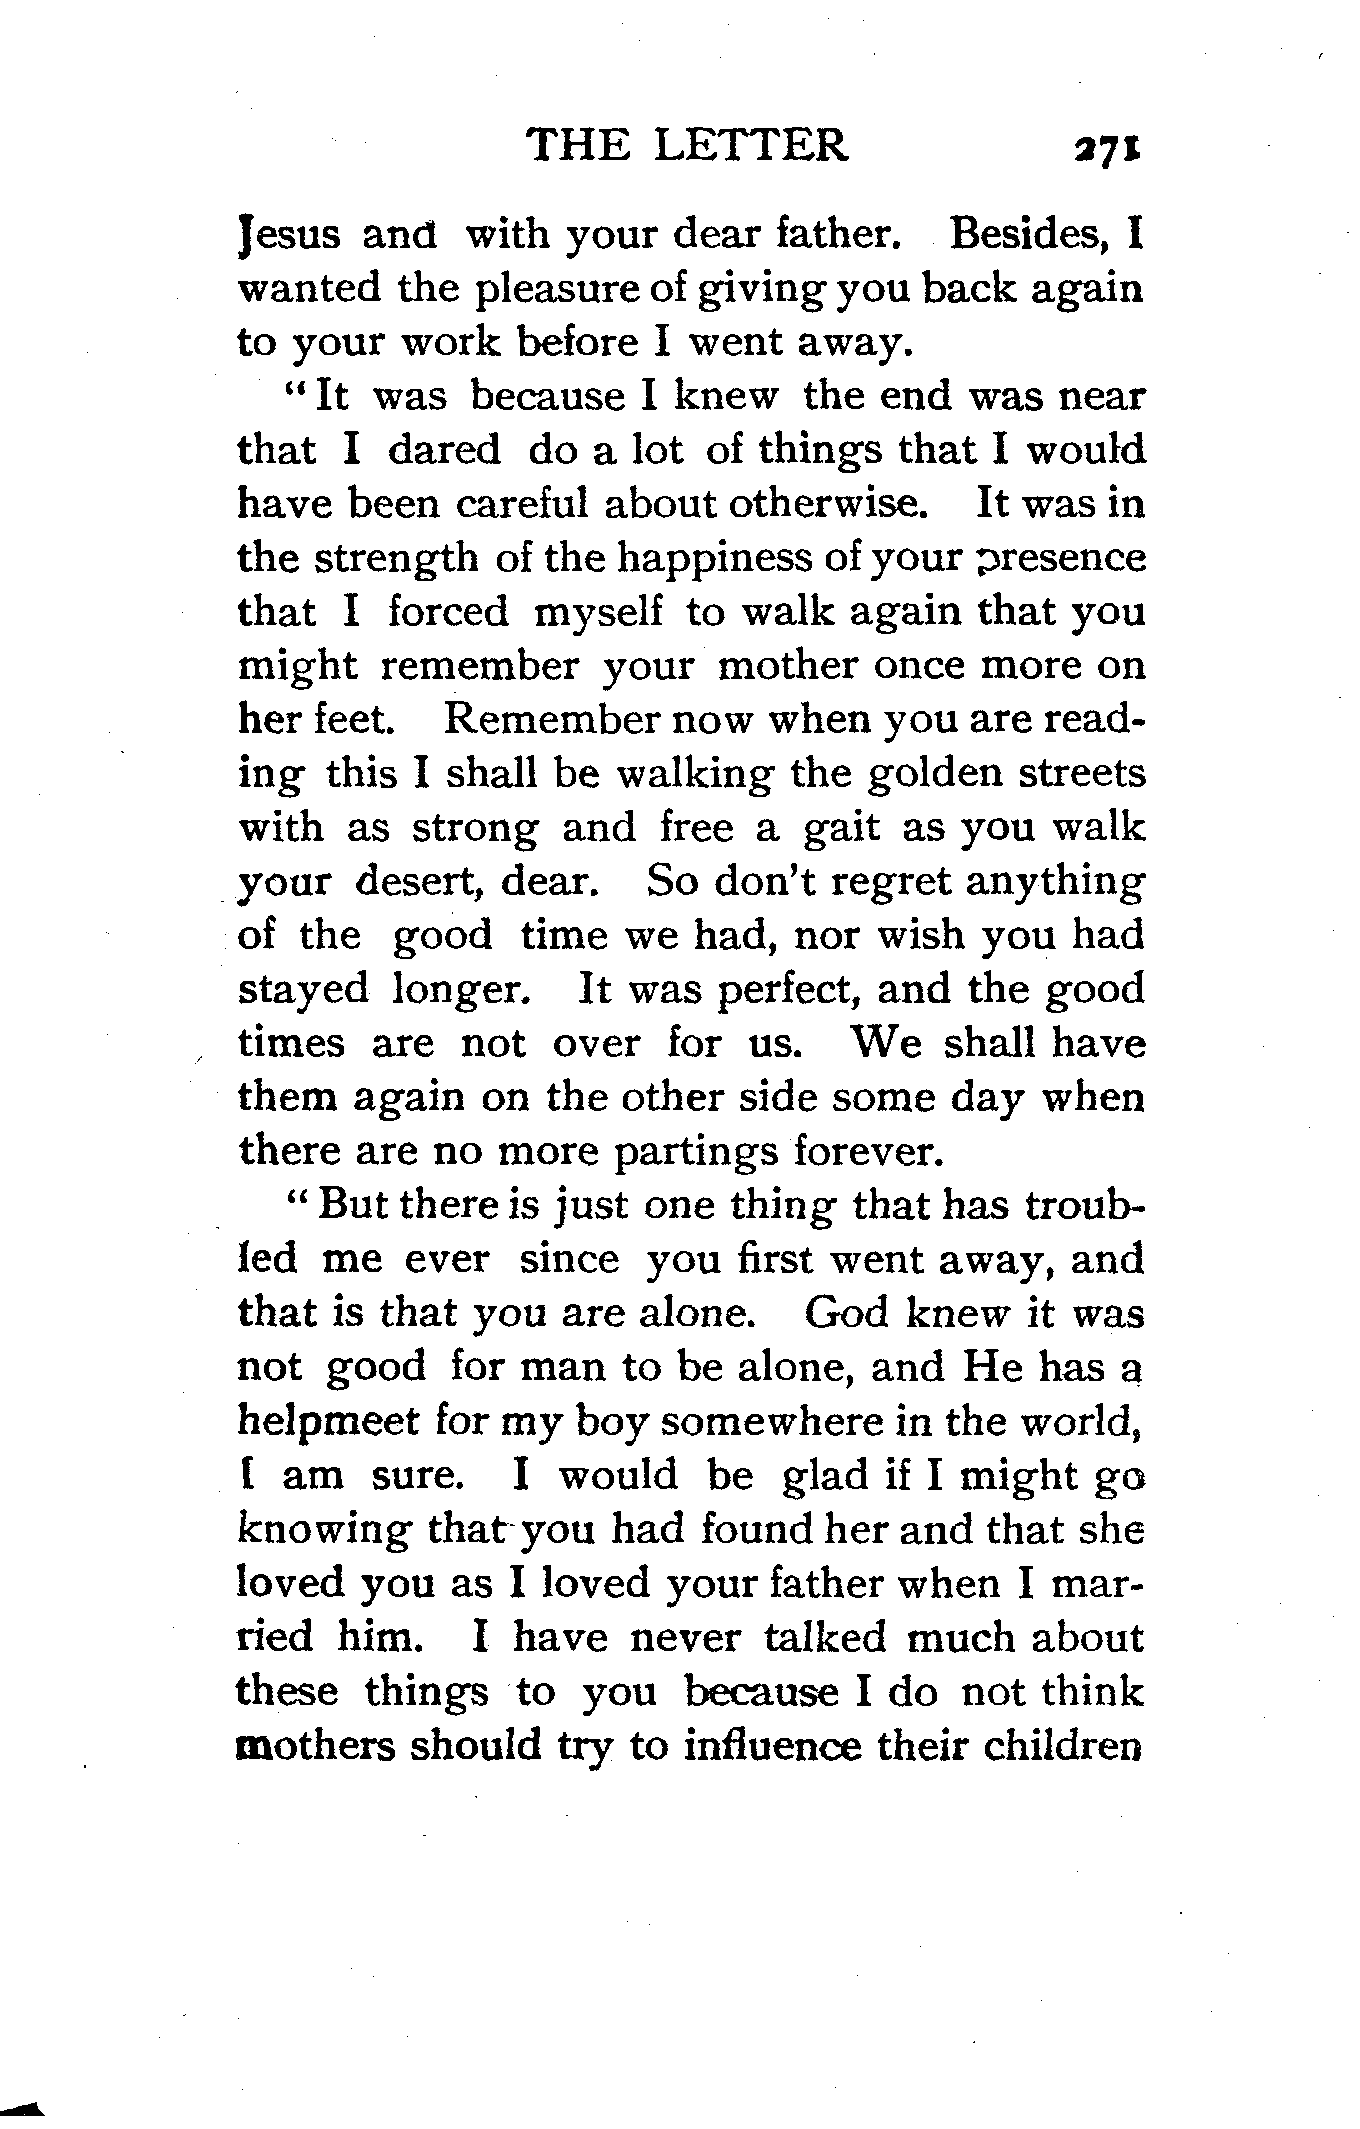 THE LETTER 271
Jesus and with your dear father. Besides, I
wanted the pleasure of giving you back again
to your work before I went away.
“It was because I knew the end was near
that I dared do a lot of things that I would
have been careful about otherwise. It was in
the strength of the happiness of your presence
that I forced myself to walk again that you
might remember your mother once more on
her feet. Remember now when you are read-
ing this I shall be walking the golden streets
with as strong and free a gait as you walk
your desert, dear. So don't regret anything
of the good time we had, nor wish you had
stayed longer. It was perfect, and the good
times are not over for us. We shall have
them again on the other side some day when
there are no more partings forever.
“But there is just one thing that has troub-
led me ever since you first went away, and
that is that you are alone. God knew it was
not good for man to be alone, and He has a
helpmeet for my boy somewhere in the world,
I am sure. I would be glad if I might go
knowing that you had found her and that she
loved you as I loved your father when I mar-
ried him. I have never talked much about
these things to you because I do not think
mothers should try to influence their children